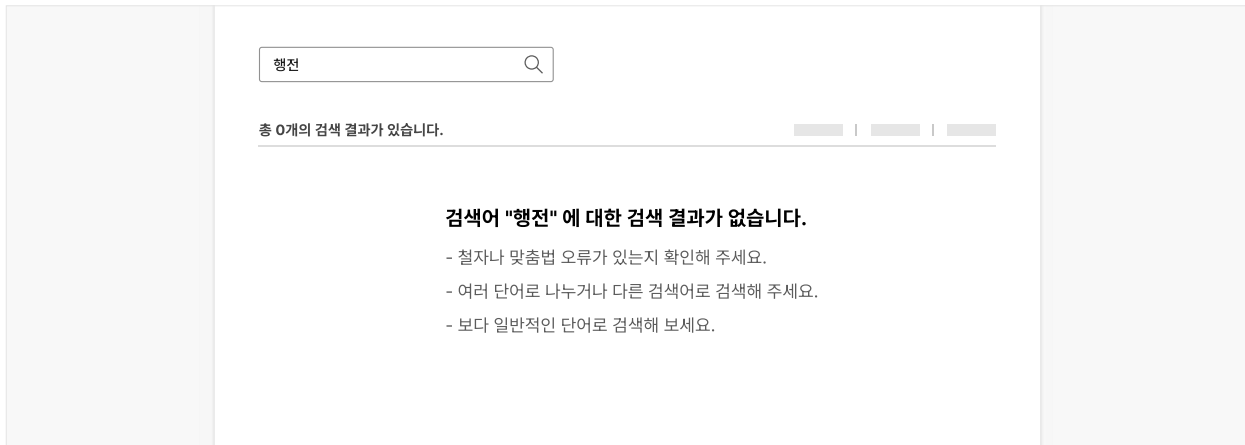 행전
총 0개의 검색 결과가 있습니다.
검색어 "행전" 에 대한 검색 결과가 없습니다.
- 철자나 맞춤법 오류가 있는지 확인해 주세요.
- 여러 단어로 나누거나 다른 검색어로 검색해 주세요.
- 보다 일반적인 단어로 검색해 보세요.